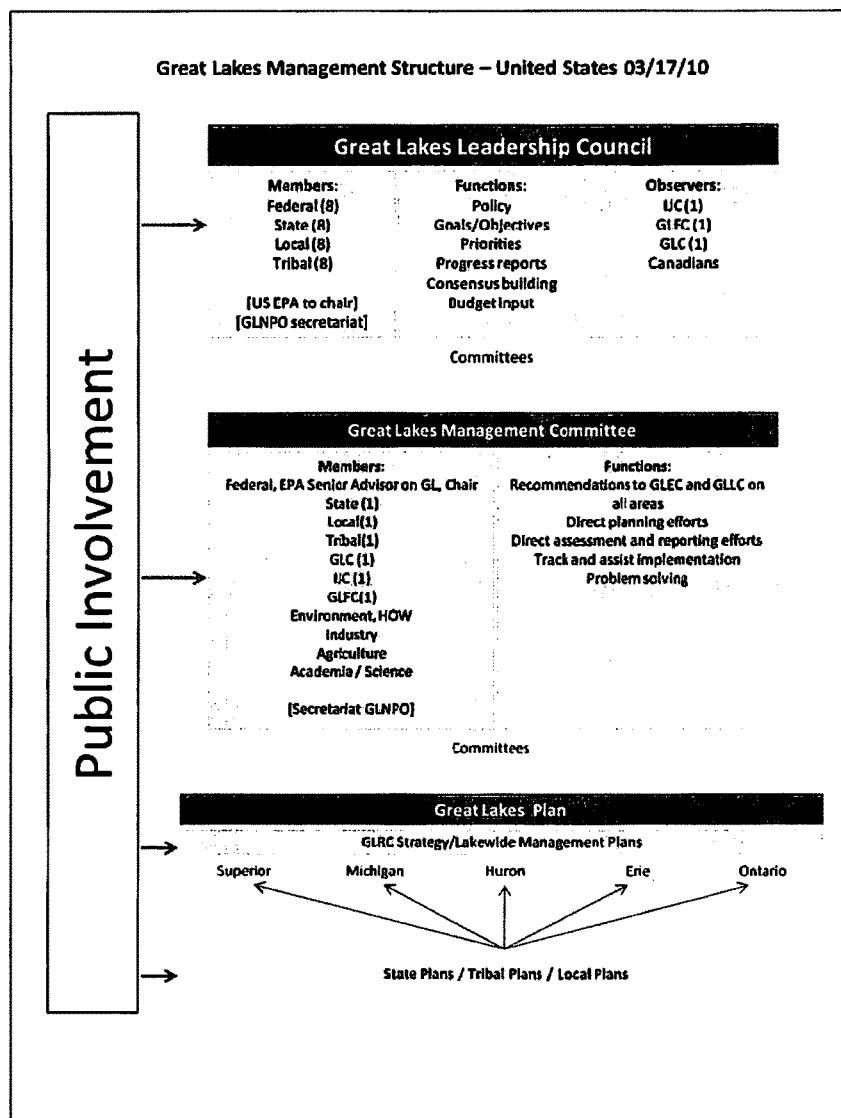 Great Lakes Management Structure – United States 03/17/10
Public Involvement
Great Lakes Leadership Council
Members:
Federal (8)
State (8)
Local (8)
Tribal (8)
[US EPA to chair]
[GLNPO secretariat]
Functions:
Policy
Goals/Objectives
Priorities
Progress reports
Consensus building
Budget input
Observers:
IJC (1)
GLFC (1)
GLC (1)
Canadians
Committees
Great Lakes Management Committee
Members:
Federal, EPA Senior Advisor on GL, Chair
State (1)
Local(1)
Tribal(1)
GLC (1)
IJC (1)
GLFC(1)
Environment, HOW
Industry
Agriculture
Academia / Science
[Secretariat GLNPO]
Functions:
Recommendations to GLEC and GLLC on
all areas
Direct planning efforts
Direct assessment and reporting efforts
Track and assist implementation
Problem solving
Committees
Great Lakes Plan
GLRC Strategy/Lakewide Management Plans
Superior Michigan Huron Erie Ontario
State Plans / Tribal Plans / Local Plans